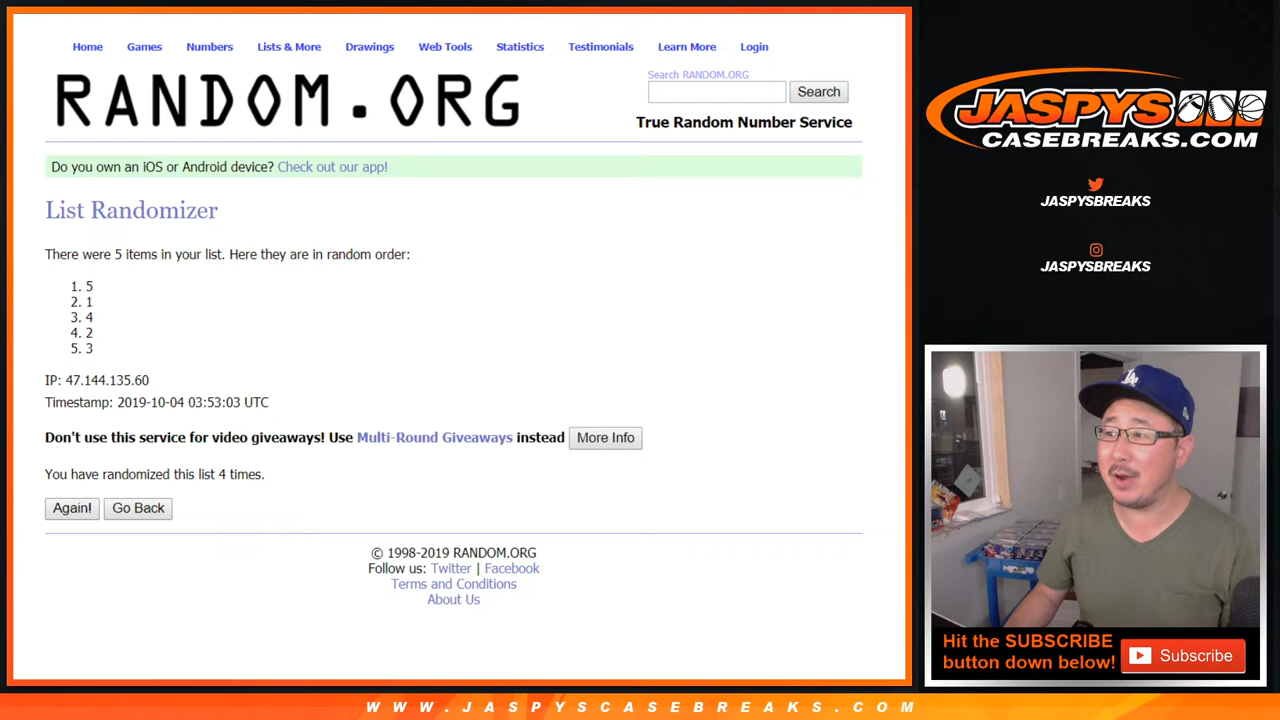 Home Games Numbers Lists & More Drawings Web Tools Statistics Testimonials Learn More Login
RANDOM.ORG
Search RANDOM.ORG
Search
True Random Number Service
Do you own an iOS or Android device? Check out our app!
List Randomizer
There were 5 items in your list. Here they are in random order:
1. 5
2. 1
3. 4
4. 2
5. 3
IP: 47.144.135.60
Timestamp: 2019-10-04 03:53:03 UTC
Don't use this service for video giveaways! Use Multi-Round Giveaways instead More Info
You have randomized this list 4 times.
Again! Go Back
© 1998-2019 RANDOM.ORG
Follow us: Twitter | Facebook
Terms and Conditions
About Us
JASPYS
CASEBREAKS.COM
JASPYSBREAKS
JASPYSBREAKS
LA
Hit the SUBSCRIBE
button down below!
Subscribe
WWW.JASPYSCASEBREAKS.COM